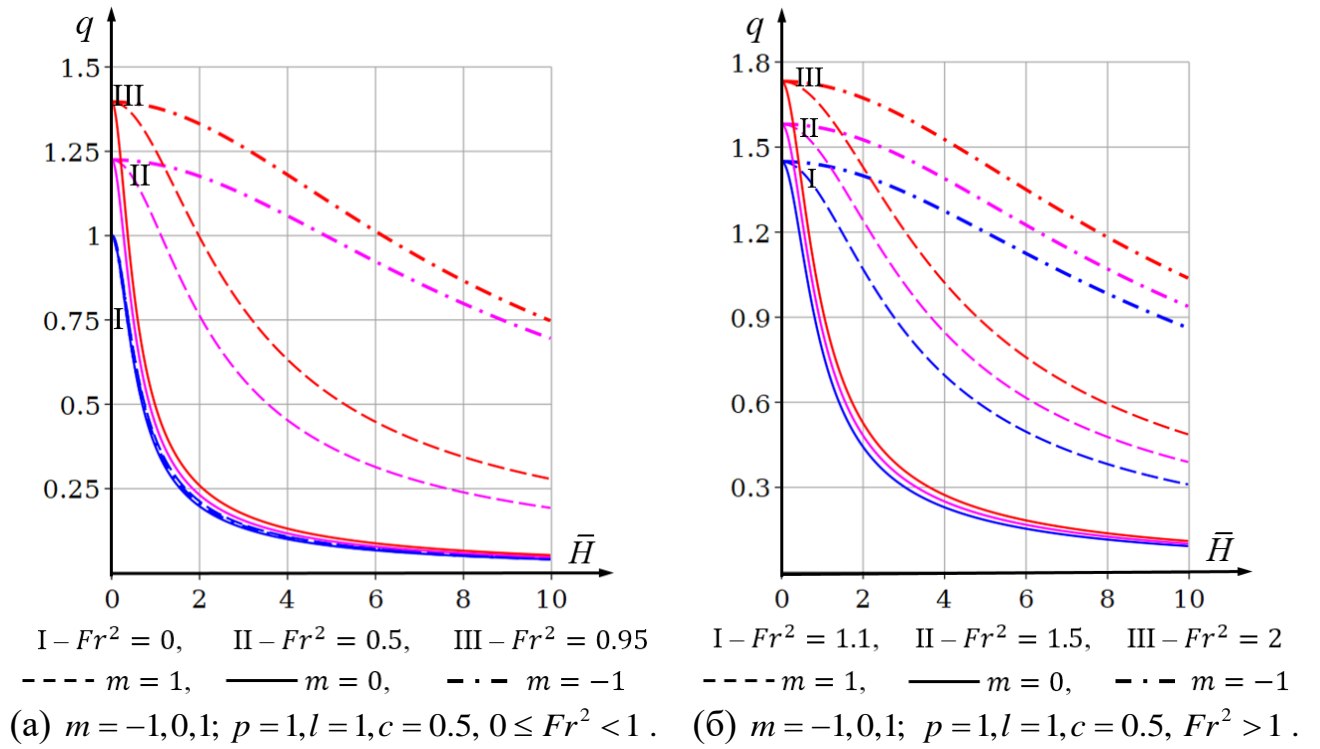 q
1.5
1.25
1
0.75
0.5
0.25
III
II
I
H̄
0 2 4 6 8 10
I – Fr² = 0, II – Fr² = 0.5, III – Fr² = 0.95
m = 1, m = 0, m = −1
(а) m = −1,0,1; p = 1, l = 1, c = 0.5, 0 ≤ Fr² < 1 .
q
1.8
1.5
1.2
0.9
0.6
0.3
III
II
I
H̄
0 2 4 6 8 10
I – Fr² = 1.1, II – Fr² = 1.5, III – Fr² = 2
m = 1, m = 0, m = −1
(б) m = −1,0,1; p = 1, l = 1, c = 0.5, Fr² > 1 .